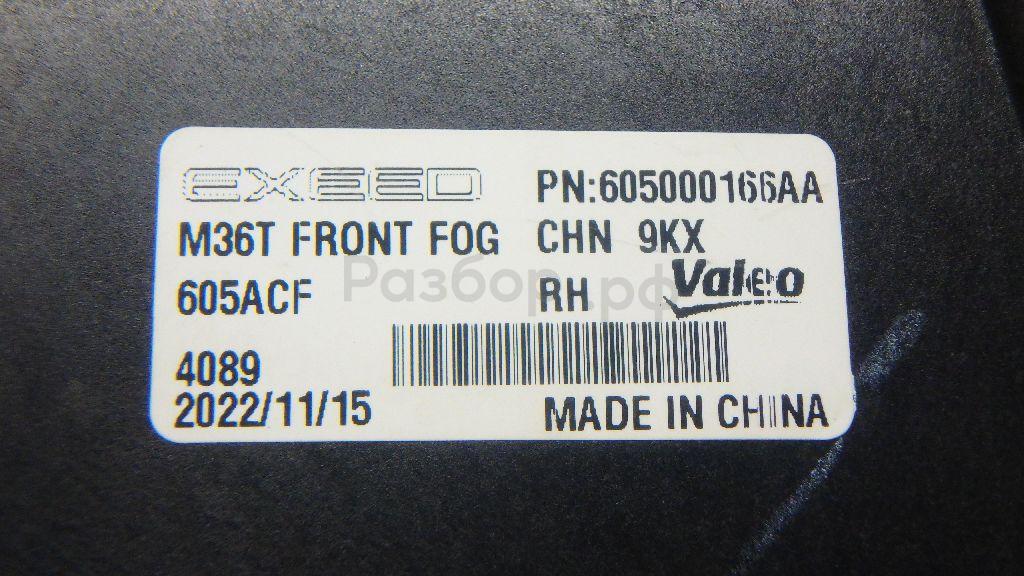 EXEED PN:605000166AA
M36T FRONT FOG CHN 9KX
605ACF RH Valeo
Разбор.рф
4089
2022/11/15 MADE IN CHINA